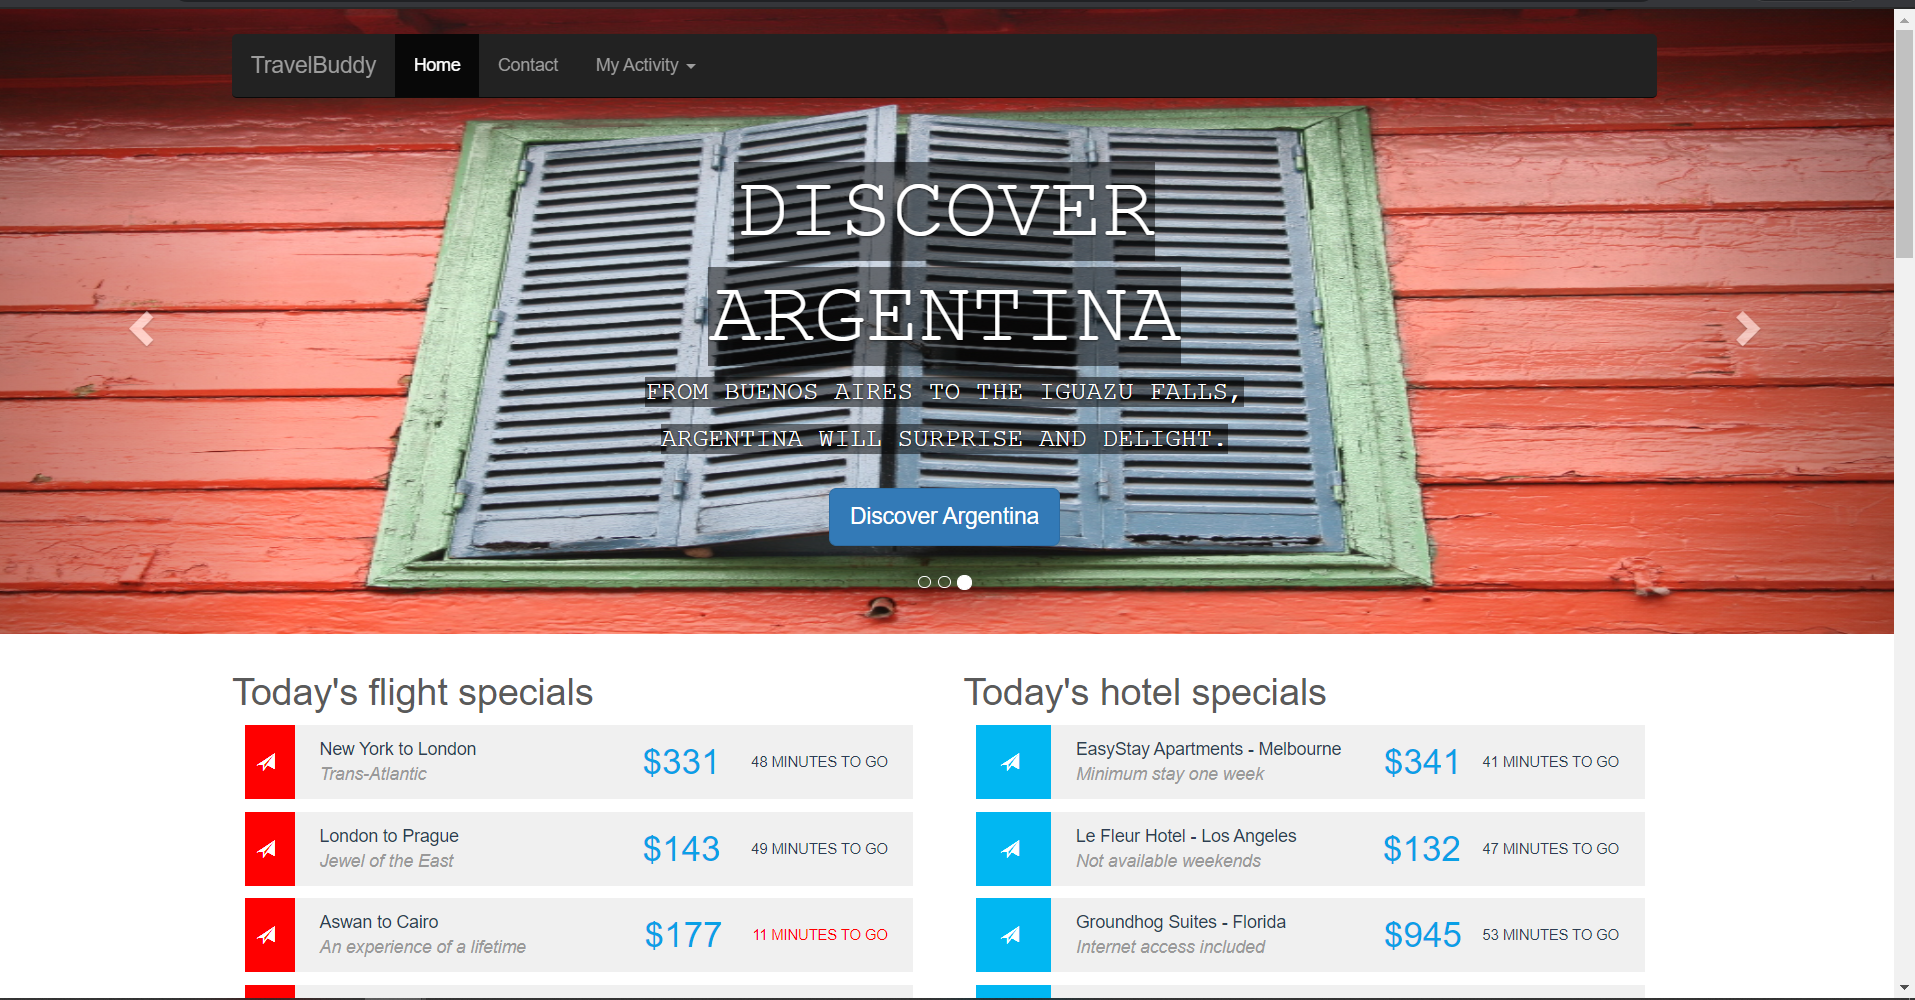 TravelBuddy Home Contact My Activity
DISCOVER
ARGENTINA
FROM BUENOS AIRES TO THE IGUAZU FALLS,
ARGENTINA WILL SURPRISE AND DELIGHT.
Discover Argentina
Today's flight specials
New York to London
Trans-Atlantic
$331
48 MINUTES TO GO
London to Prague
Jewel of the East
$143
49 MINUTES TO GO
Aswan to Cairo
An experience of a lifetime
$177
11 MINUTES TO GO
Today's hotel specials
EasyStay Apartments - Melbourne
Minimum stay one week
$341
41 MINUTES TO GO
Le Fleur Hotel - Los Angeles
Not available weekends
$132
47 MINUTES TO GO
Groundhog Suites - Florida
Internet access included
$945
53 MINUTES TO GO